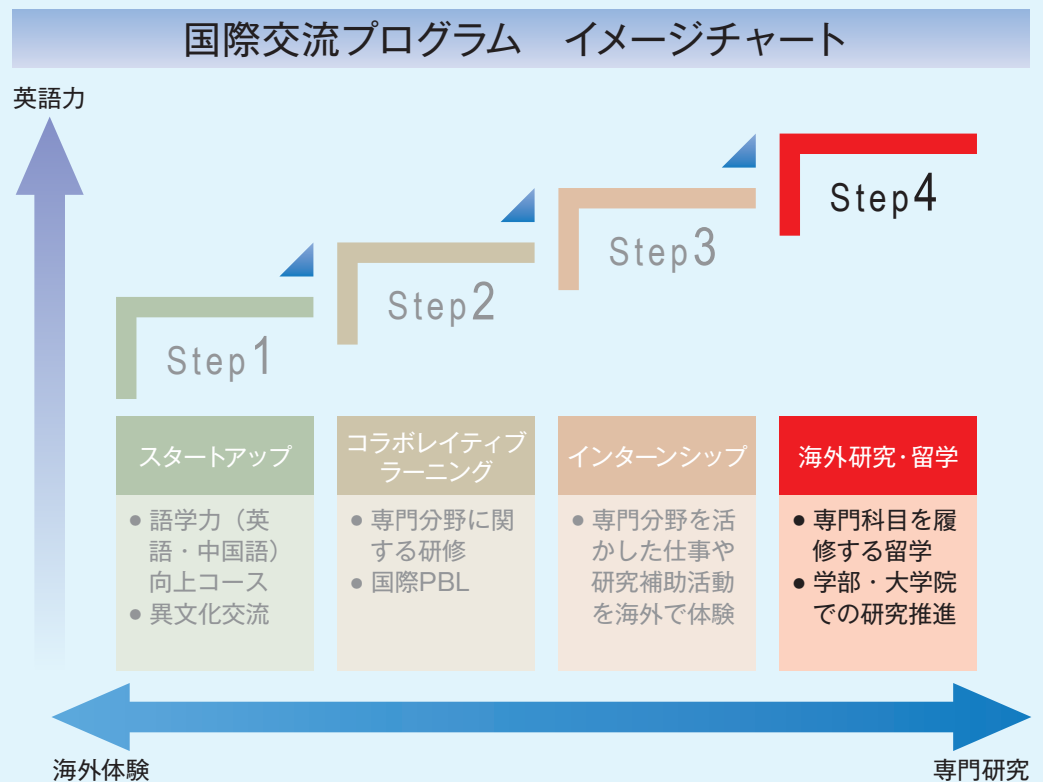 国際交流プログラム　イメージチャート
英語力
Step1
Step2
Step3
Step4
スタートアップ
● 語学力（英
語・中国語）
向上コース
● 異文化交流
コラボレイティブ
ラーニング
● 専門分野に関
する研修
● 国際PBL
インターンシップ
● 専門分野を活
かした仕事や
研究補助活動
を海外で体験
海外研究・留学
● 専門科目を履
修する留学
● 学部・大学院
での研究推進
海外体験
専門研究